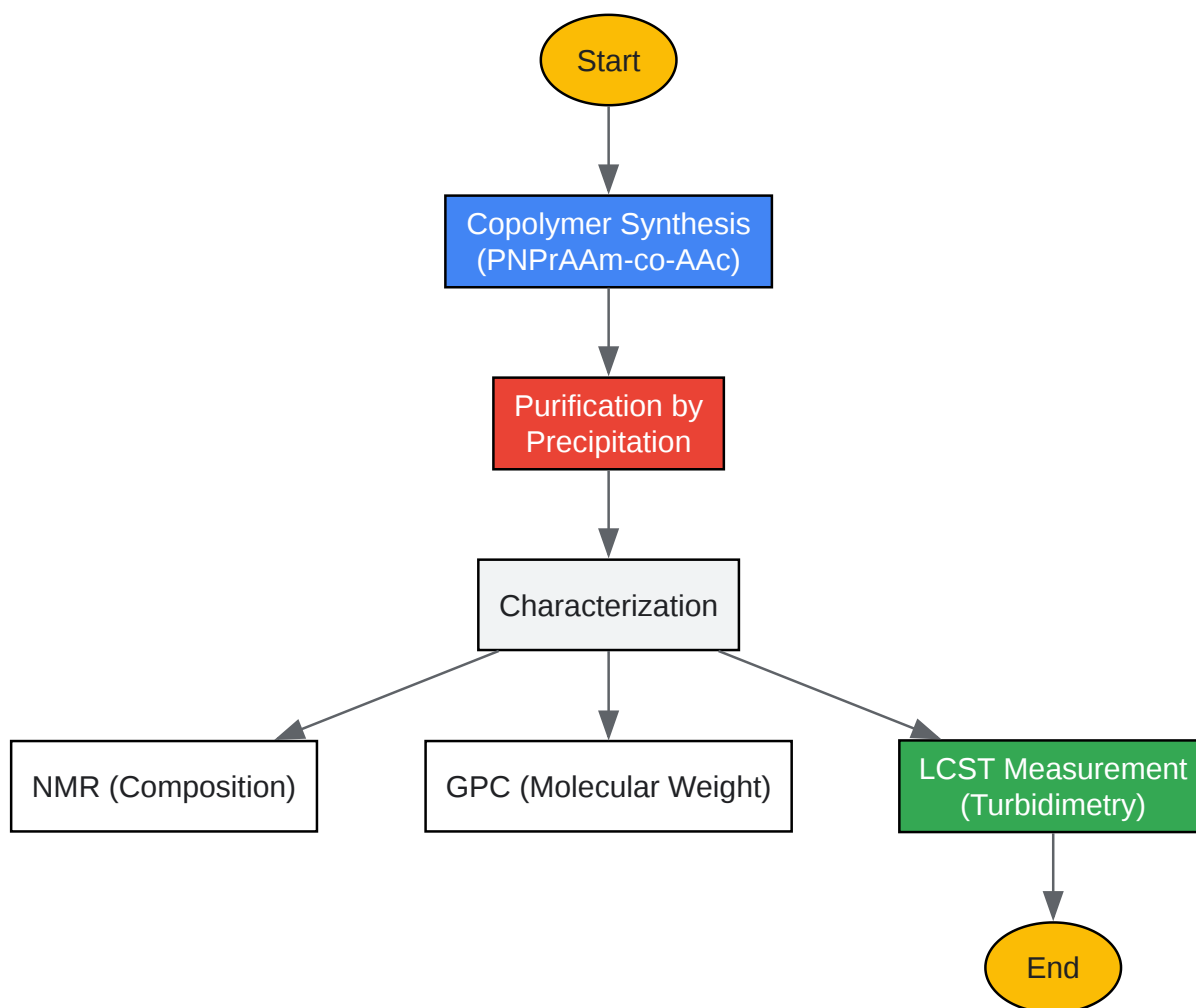 Start
Copolymer Synthesis
(PNPrAAm-co-AAc)
Purification by
Precipitation
Characterization
NMR (Composition)
GPC (Molecular Weight)
LCST Measurement
(Turbidimetry)
End